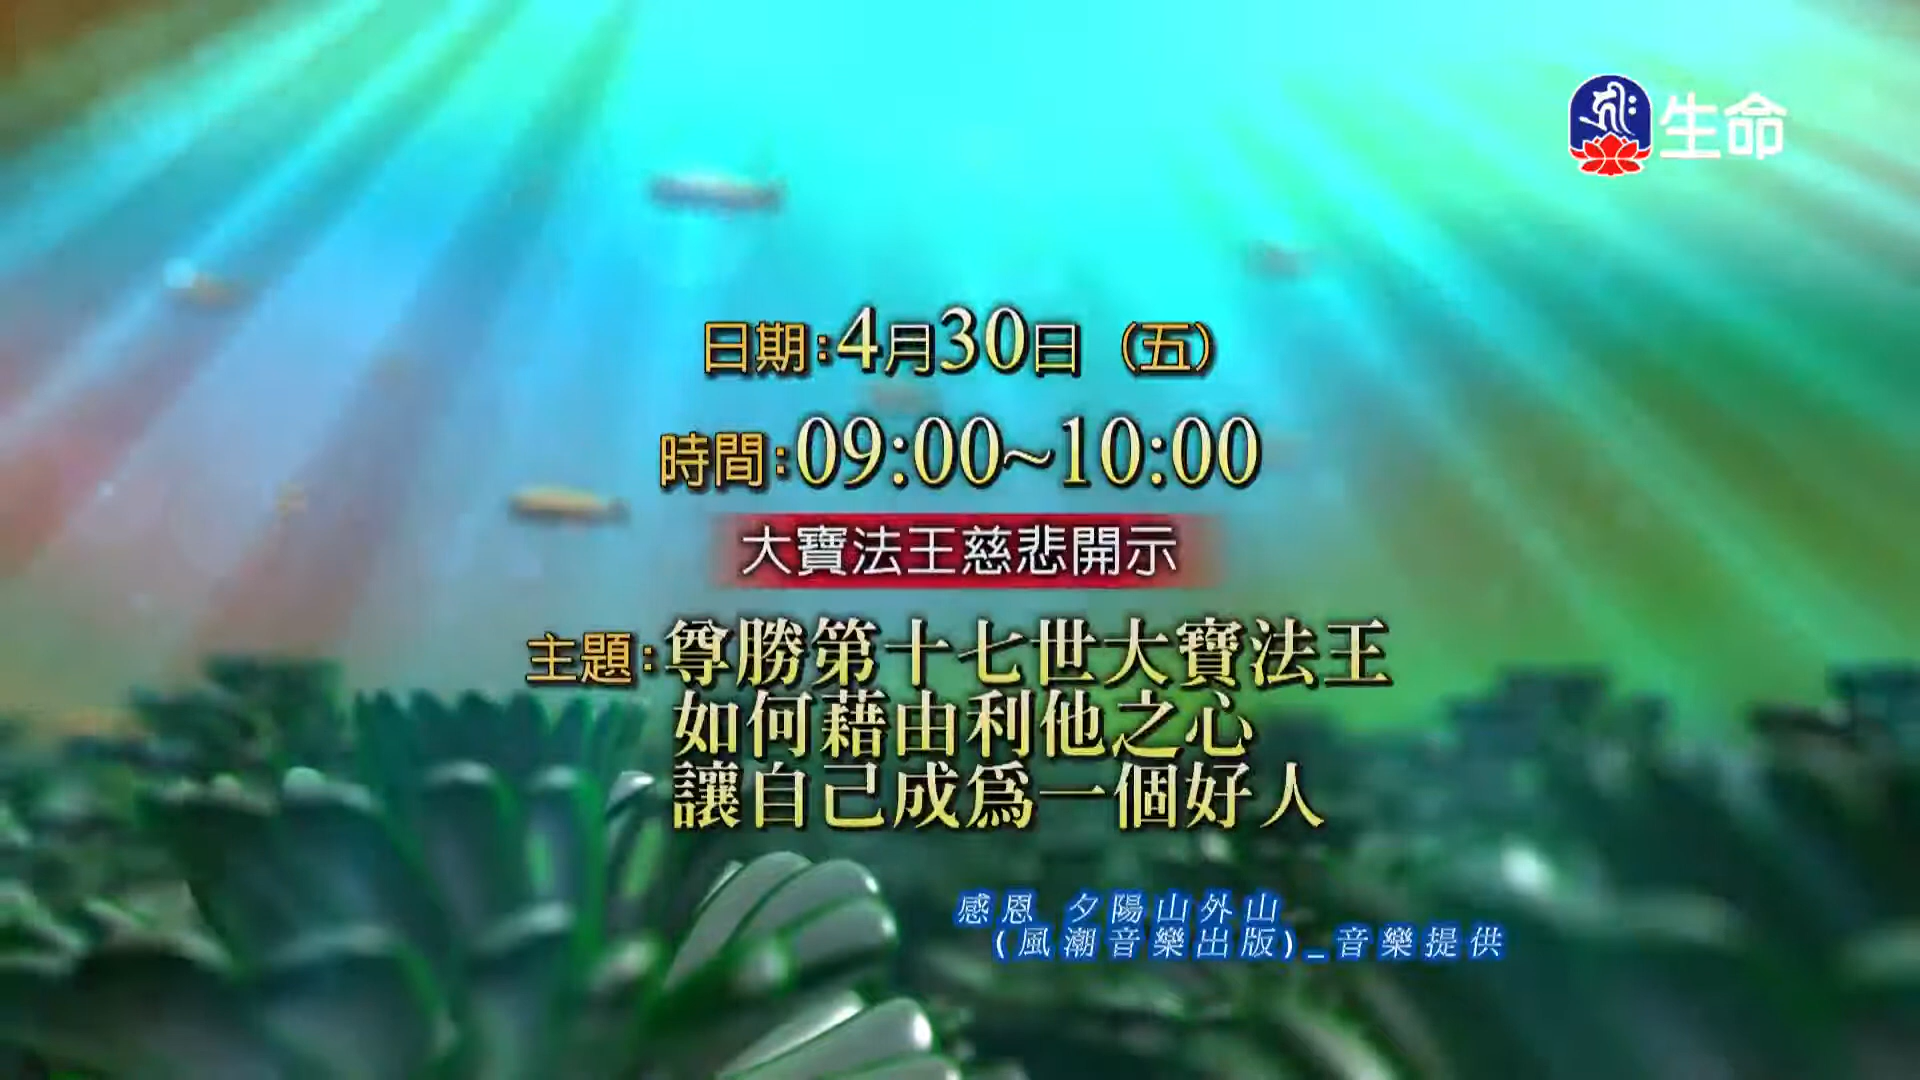 生命
日期:4月30日（五）
時間:09:00~10:00
大寶法王慈悲開示
主題:尊勝第十七世大寶法王
如何藉由利他之心
讓自己成爲一個好人
感恩 夕陽山外山
(風潮音樂出版)_音樂提供